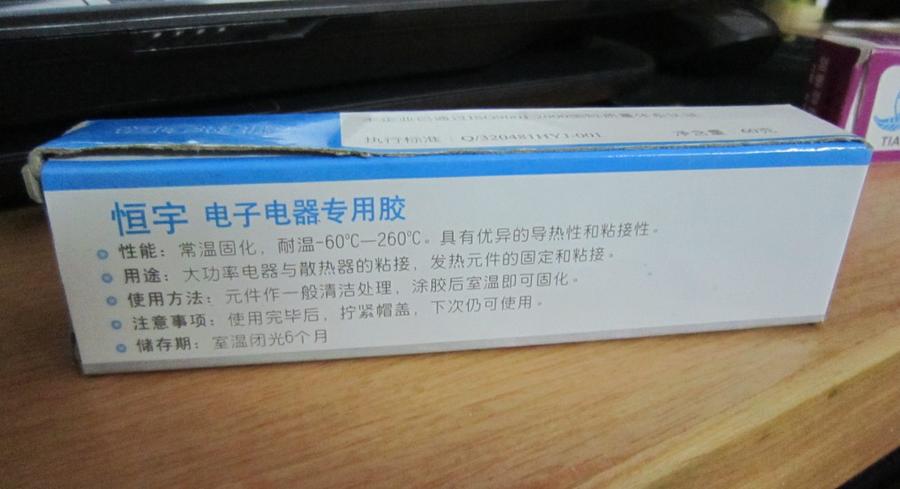 执行标准：Q/320481HYJ-001
净含量：60克
恒宇 电子电器专用胶
性能：常温固化，耐温-60℃—260℃。具有优异的导热性和粘接性。
用途：大功率电器与散热器的粘接，发热元件的固定和粘接。
使用方法：元件作一般清洁处理，涂胶后室温即可固化。
注意事项：使用完毕后，拧紧帽盖，下次仍可使用。
储存期：室温闭光6个月
TIA